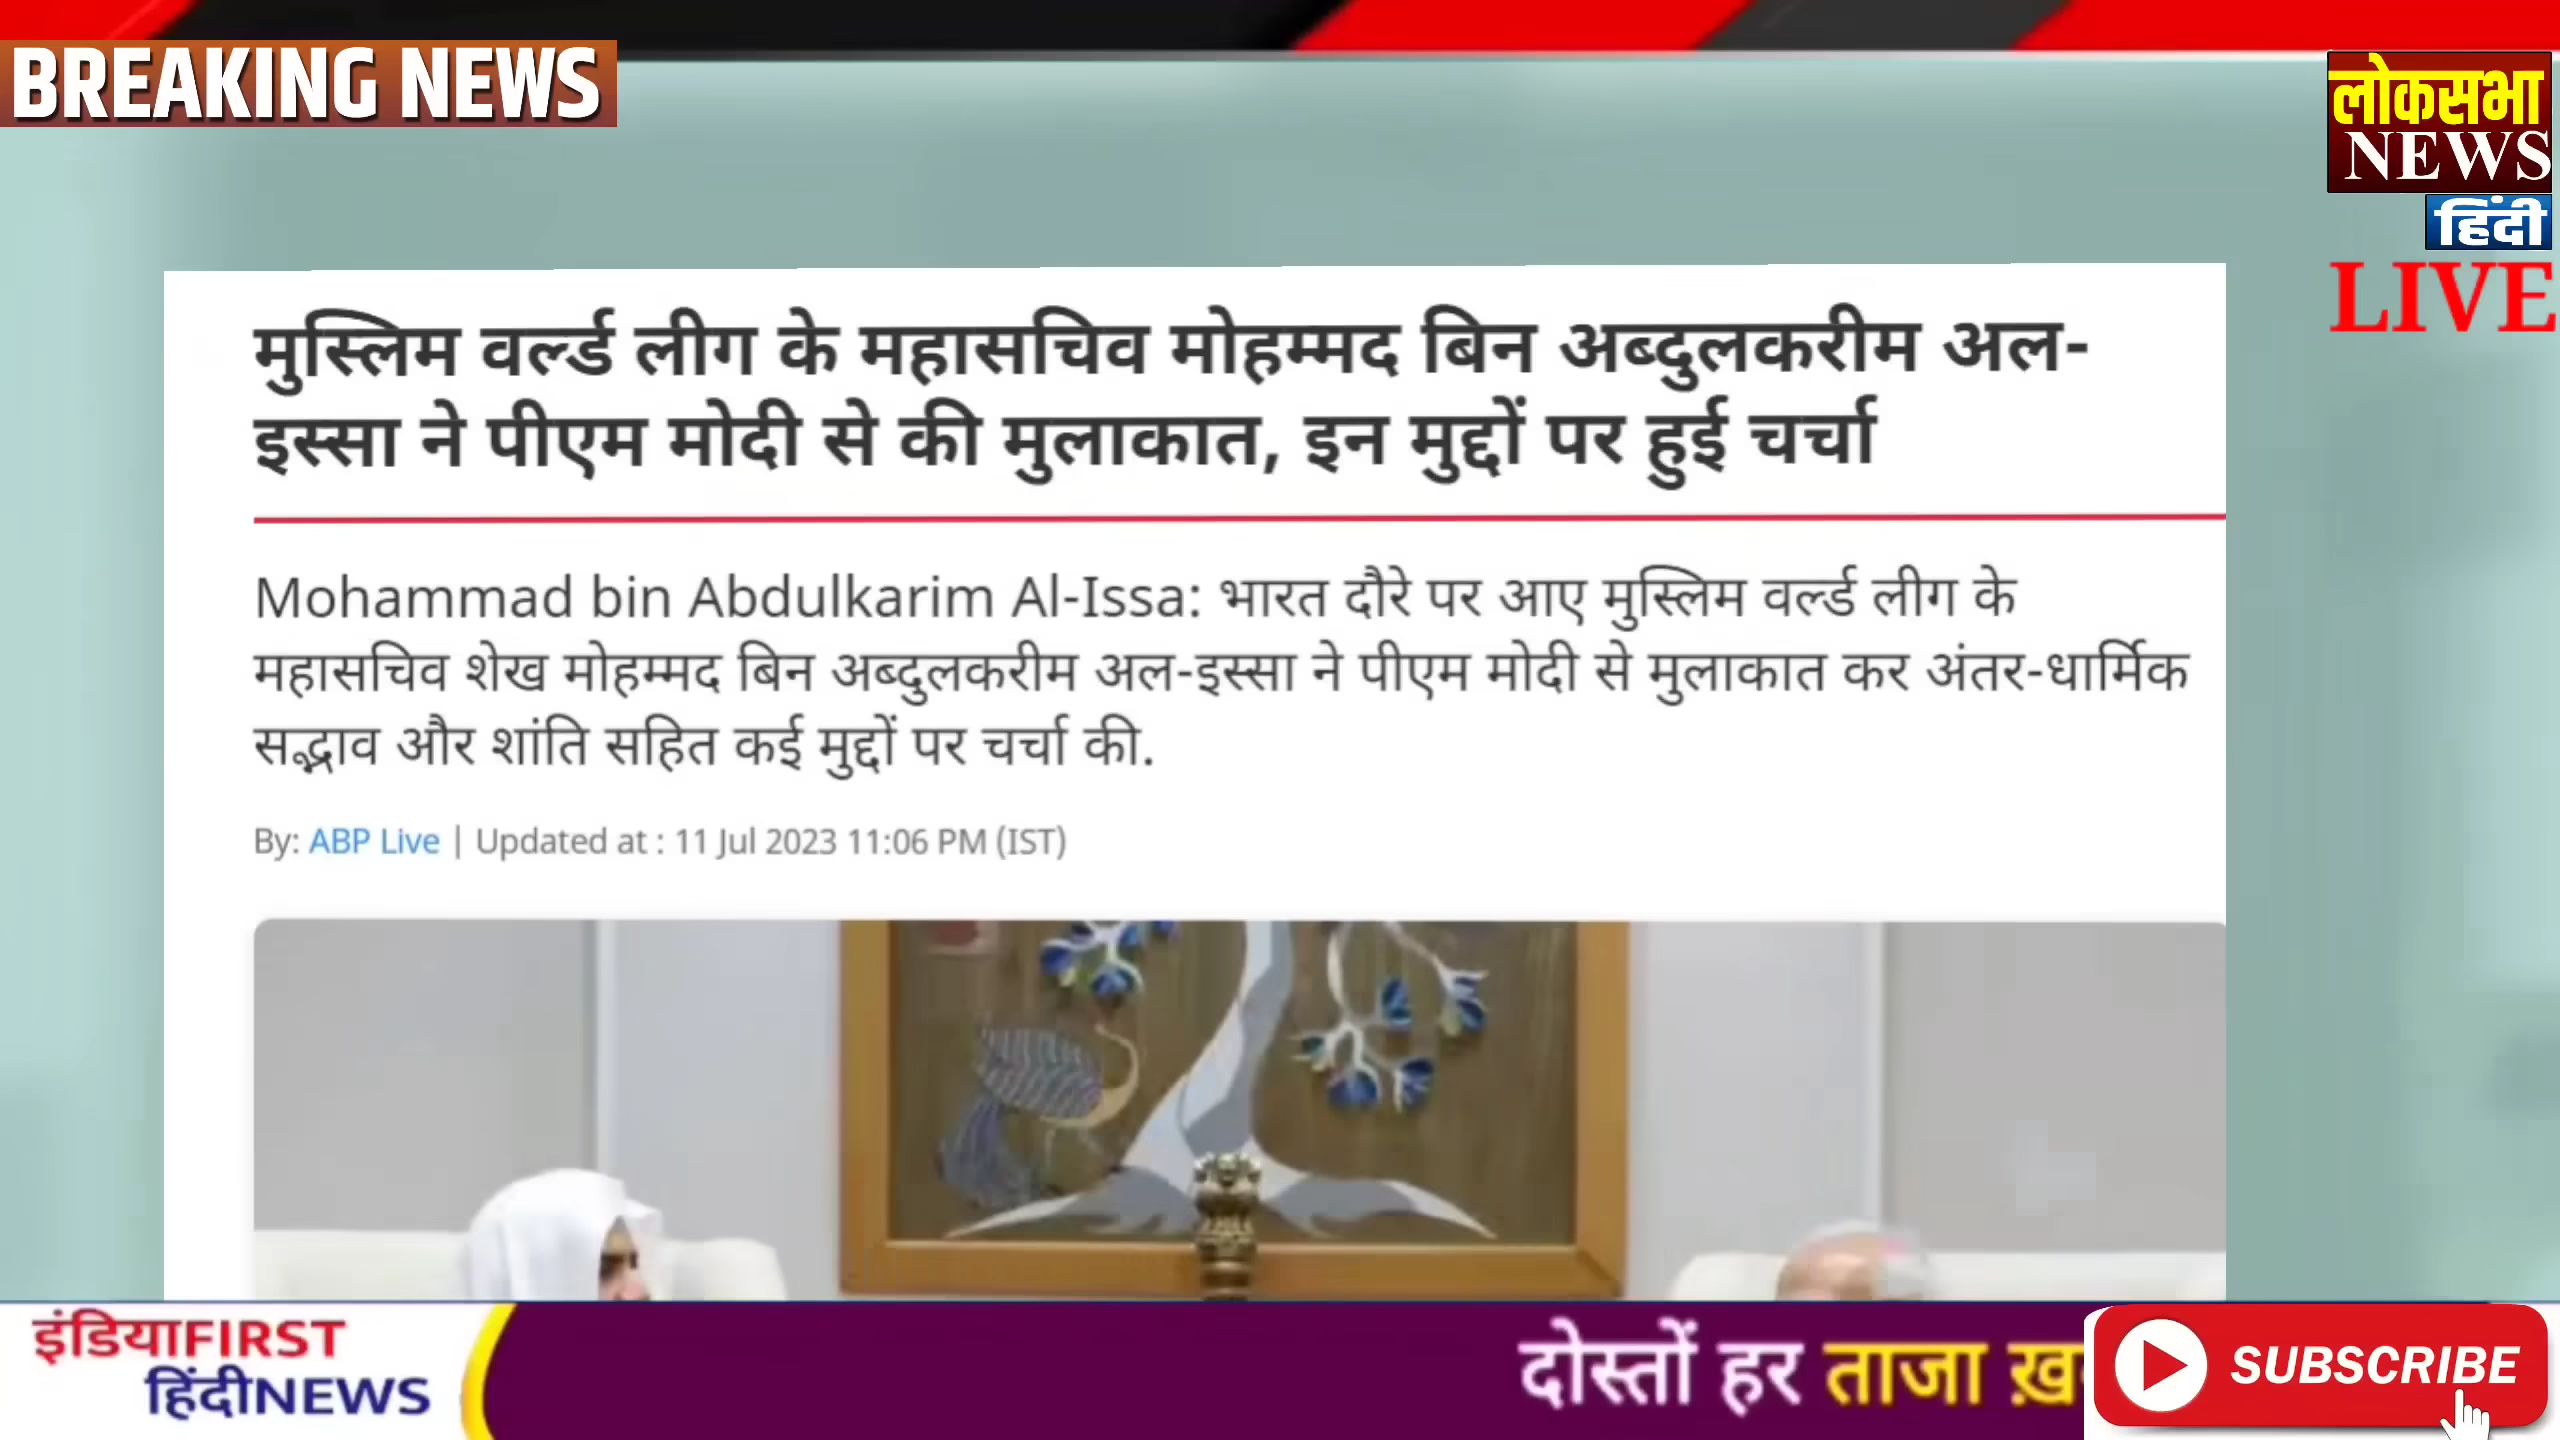 BREAKING NEWS
लोकसभा
NEWS
हिंदी
LIVE
मुस्लिम वर्ल्ड लीग के महासचिव मोहम्मद बिन अब्दुलकरीम अल-
इस्सा ने पीएम मोदी से की मुलाकात, इन मुद्दों पर हुई चर्चा
Mohammad bin Abdulkarim Al-Issa: भारत दौरे पर आए मुस्लिम वर्ल्ड लीग के
महासचिव शेख मोहम्मद बिन अब्दुलकरीम अल-इस्सा ने पीएम मोदी से मुलाकात कर अंतर-धार्मिक
सद्भाव और शांति सहित कई मुद्दों पर चर्चा की.
By: ABP Live | Updated at : 11 Jul 2023 11:06 PM (IST)
इंडियाFIRST
हिंदीNEWS
दोस्तों हर ताजा
SUBSCRIBE